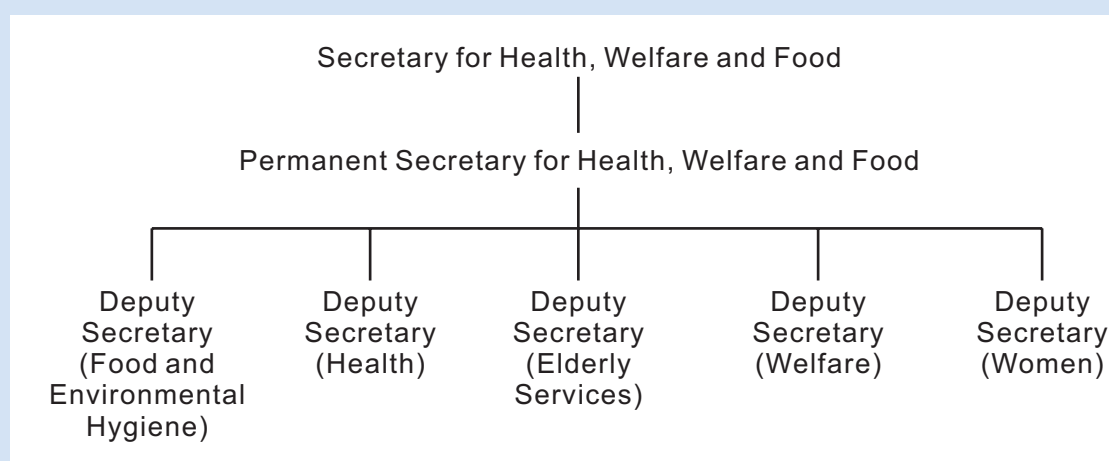 Secretary for Health, Welfare and Food
Permanent Secretary for Health, Welfare and Food
Deputy
Secretary
(Food and
Environmental
Hygiene)
Deputy
Secretary
(Health)
Deputy
Secretary
(Elderly
Services)
Deputy
Secretary
(Welfare)
Deputy
Secretary
(Women)